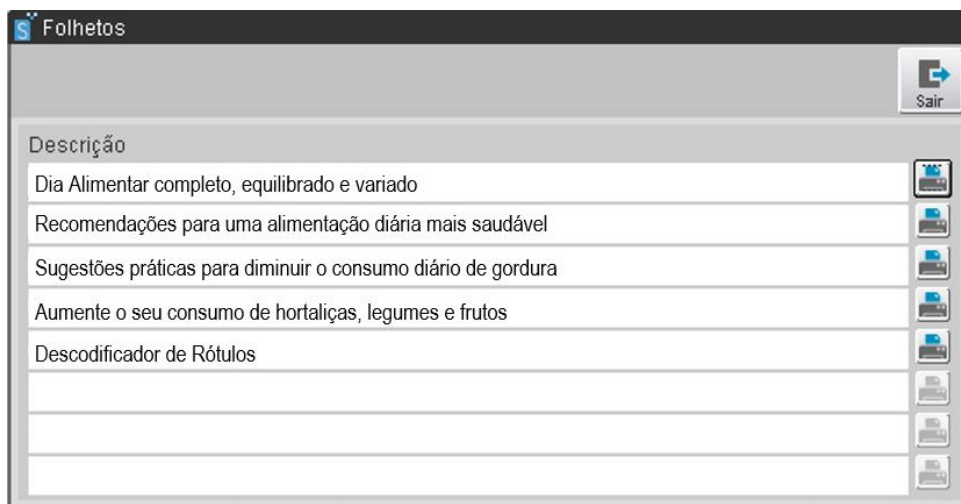 Folhetos
Sair
Descrição
Dia Alimentar completo, equilibrado e variado
Recomendações para uma alimentação diária mais saudável
Sugestões práticas para diminuir o consumo diário de gordura
Aumente o seu consumo de hortaliças, legumes e frutos
Descodificador de Rótulos